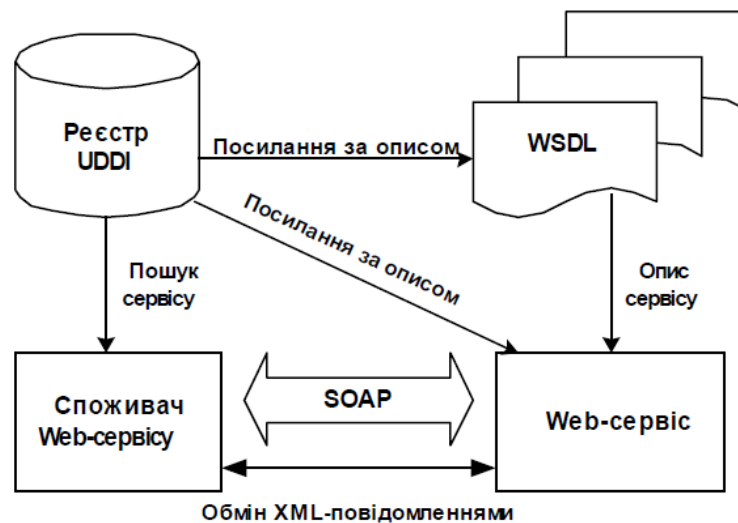 Реєстр
UDDI
Посилання за описом
WSDL
Посилання за описом
Пошук
сервісу
Опис
сервісу
Споживач
Web-сервісу
SOAP
Web-сервіс
Обмін XML-повідомленнями